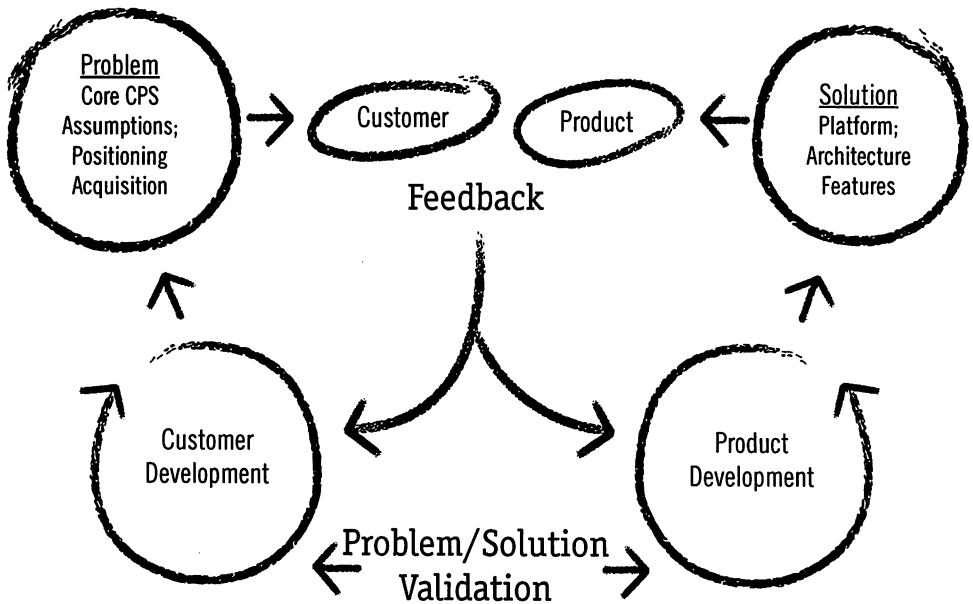 Problem
Core CPS
Assumptions;
Positioning
Acquisition
Customer
Product
Solution
Platform;
Architecture
Features
Feedback
Customer
Development
Product
Development
Problem/Solution
Validation